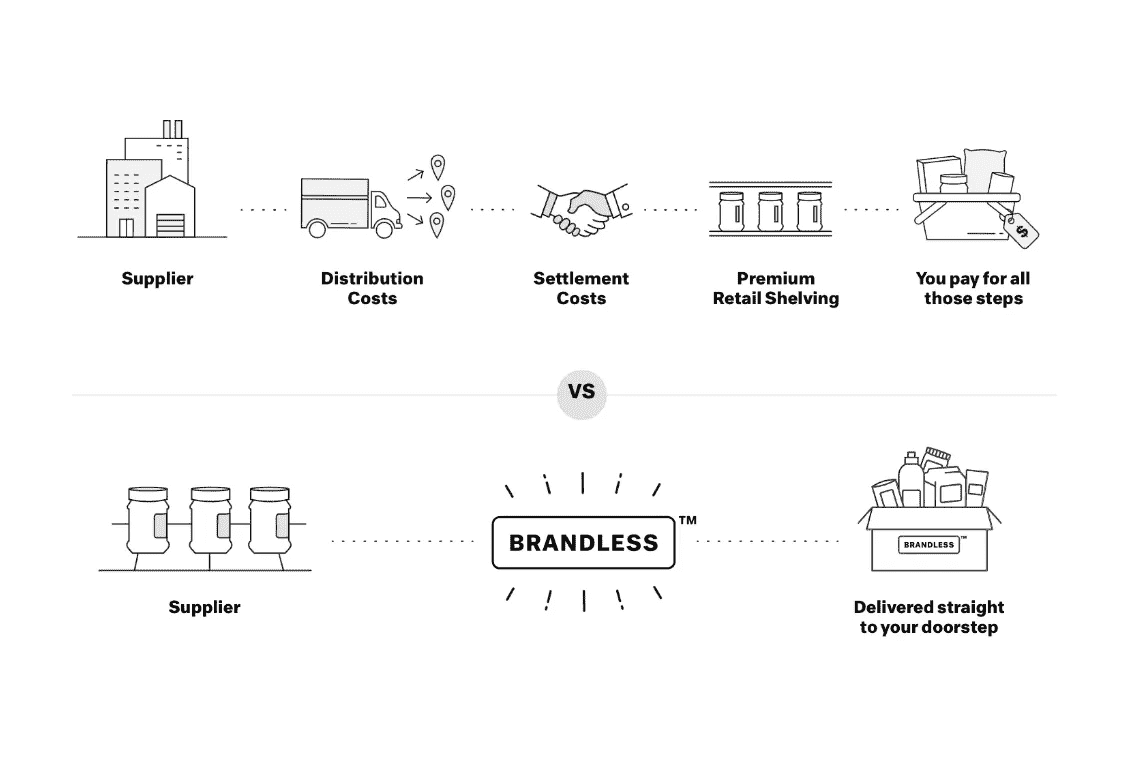 $
Supplier
Distribution
Costs
Settlement
Costs
Premium
Retail Shelving
You pay for all
those steps
VS
BRANDLESS™
BRANDLESS™
Supplier
Delivered straight
to your doorstep